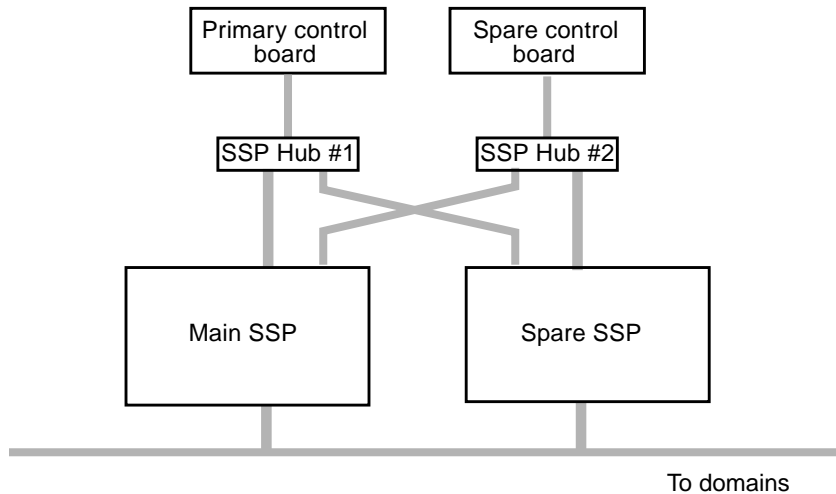 Primary control
board
Spare control
board
SSP Hub #1
SSP Hub #2
Main SSP
Spare SSP
To domains